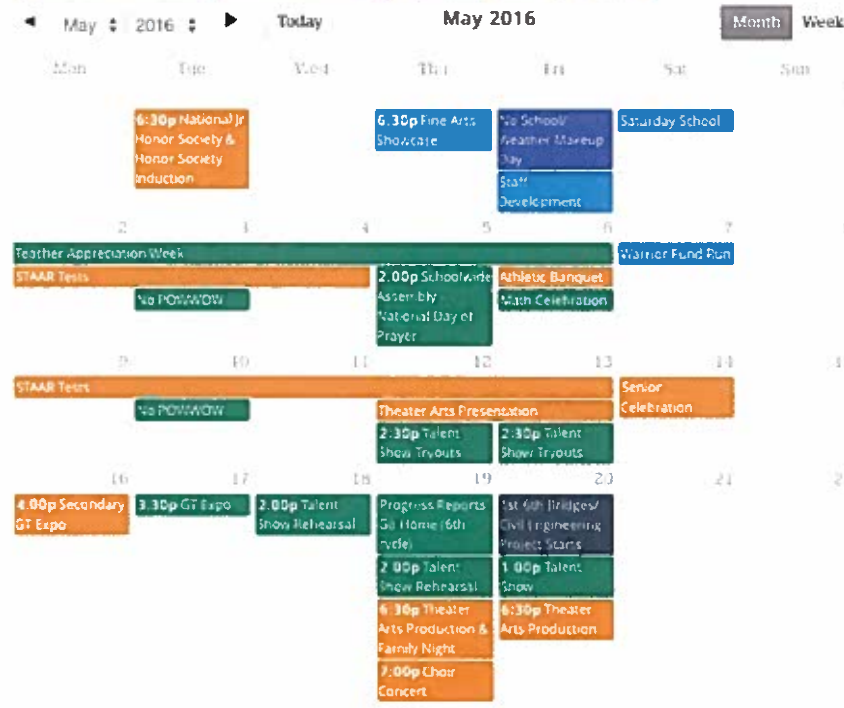 May 2016 Today May 2016 Month Week
Mon Tue Wed Thu Fri Sat Sun
6:30p National Jr
Honor Society &
Honor Society
Induction
6:30p Fine Arts
Showcase
No School/
Weather Makeup
Day
Staff
Development
Saturday School
2 3 4 5 6 7
Teacher Appreciation Week
Warrior Fund Run
STAAR Tests
No POWWOW
2:00p Schoolwide
Assembly
National Day of
Prayer
Athletic Banquet
Math Celebration
9 10 11 12 13 14
STAAR Tests
Senior
Celebration
No POWWOW
Theater Arts Presentation
2:30p Talent
Show Tryouts
2:30p Talent
Show Tryouts
16 17 18 19 20 21
4:00p Secondary
GT Expo
3:30p GT Expo
2:00p Talent
Show Rehearsal
Progress Reports
Go Home (6th
cycle)
2:00p Talent
Show Rehearsal
6:30p Theater
Arts Production &
Family Night
7:00p Choir
Concert
1st 6th Bridges/
Civil Engineering
Project Starts
1:00p Talent
Show
6:30p Theater
Arts Production